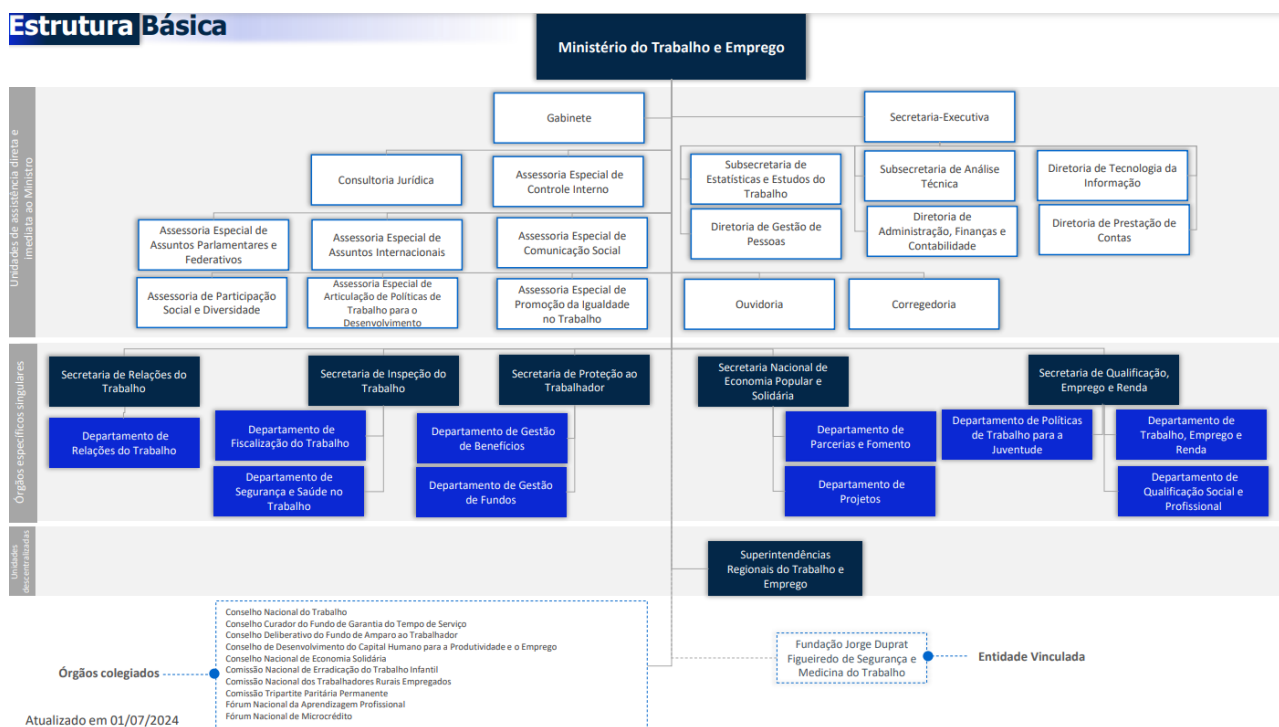 Estrutura Básica
Ministério do Trabalho e Emprego
Unidades de assistência direta e
imediata ao Ministro
Gabinete
Secretaria-Executiva
Consultoria Jurídica
Assessoria Especial de
Controle Interno
Subsecretaria de
Estatísticas e Estudos do
Trabalho
Subsecretaria de Análise
Técnica
Diretoria de Tecnologia da
Informação
Assessoria Especial de
Assuntos Parlamentares e
Federativos
Assessoria Especial de
Assuntos Internacionais
Assessoria Especial de
Comunicação Social
Diretoria de Gestão de
Pessoas
Diretoria de
Administração, Finanças e
Contabilidade
Diretoria de Prestação de
Contas
Assessoria de Participação
Social e Diversidade
Assessoria Especial de
Articulação de Políticas de
Trabalho para o
Desenvolvimento
Assessoria Especial de
Promoção da Igualdade
no Trabalho
Ouvidoria
Corregedoria
Órgãos específicos singulares
Secretaria de Relações do
Trabalho
Secretaria de Inspeção do
Trabalho
Secretaria de Proteção ao
Trabalhador
Secretaria Nacional de
Economia Popular e
Solidária
Secretaria de Qualificação,
Emprego e Renda
Departamento de
Relações do Trabalho
Departamento de
Fiscalização do Trabalho
Departamento de Gestão
de Benefícios
Departamento de
Parcerias e Fomento
Departamento de Políticas
de Trabalho para a
Juventude
Departamento de
Trabalho, Emprego e
Renda
Departamento de
Segurança e Saúde no
Trabalho
Departamento de Gestão
de Fundos
Departamento de
Projetos
Departamento de
Qualificação Social e
Profissional
Unidades
descentralizadas
Superintendências
Regionais do Trabalho e
Emprego
Órgãos colegiados
Conselho Nacional do Trabalho
Conselho Curador do Fundo de Garantia do Tempo de Serviço
Conselho Deliberativo do Fundo de Amparo ao Trabalhador
Conselho de Desenvolvimento do Capital Humano para a Produtividade e o Emprego
Conselho Nacional de Economia Solidária
Comissão Nacional de Erradicação do Trabalho Infantil
Comissão Nacional dos Trabalhadores Rurais Empregados
Comissão Tripartite Paritária Permanente
Fórum Nacional da Aprendizagem Profissional
Fórum Nacional de Microcrédito
Fundação Jorge Duprat
Figueiredo de Segurança e
Medicina do Trabalho
Entidade Vinculada
Atualizado em 01/07/2024